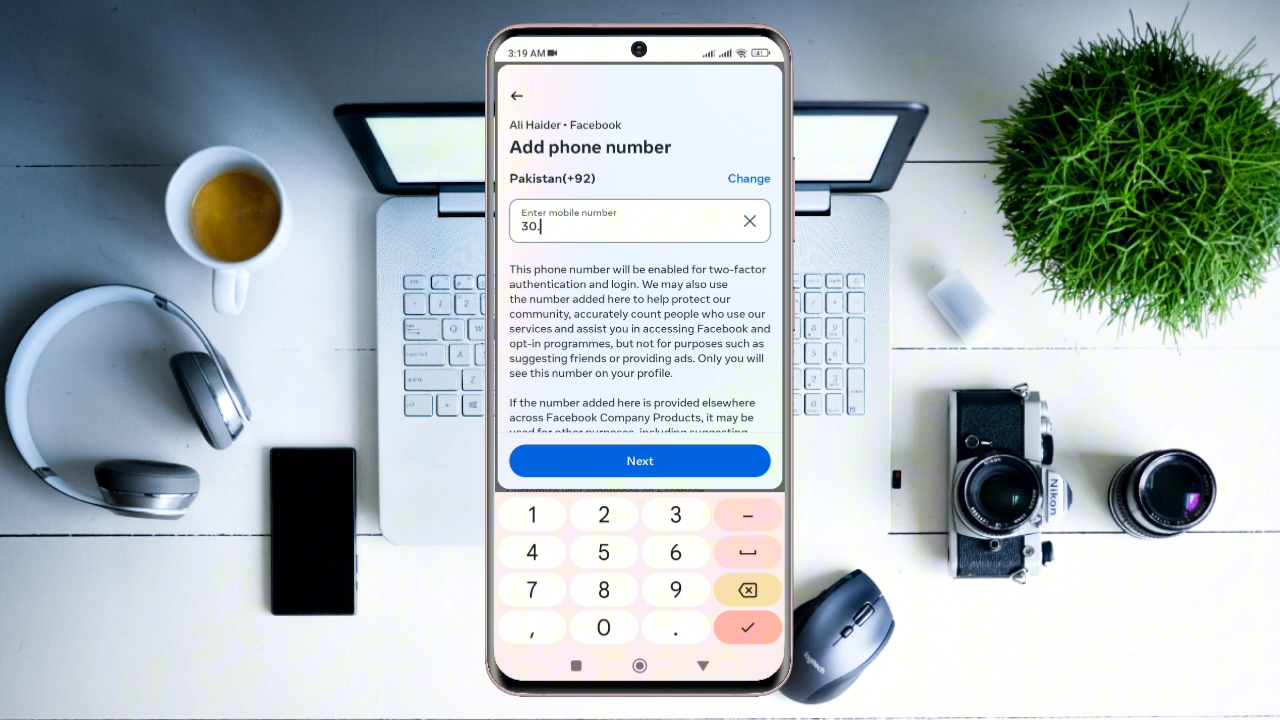 3:19 AM
41
←
Ali Haider • Facebook
Add phone number
Pakistan(+92)
Change
Enter mobile number
30.
This phone number will be enabled for two-factor
authentication and login. We may also use
the number added here to help protect our
community, accurately count people who use our
services and assist you in accessing Facebook and
opt-in programmes, but not for purposes such as
suggesting friends or providing ads. Only you will
see this number on your profile.
If the number added here is provided elsewhere
across Facebook Company Products, it may be
used for other purposes, including suggesting
Next
1 2 3 –
4 5 6
7 8 9
, 0 .
Q W
A
Z
Nikon
logitech